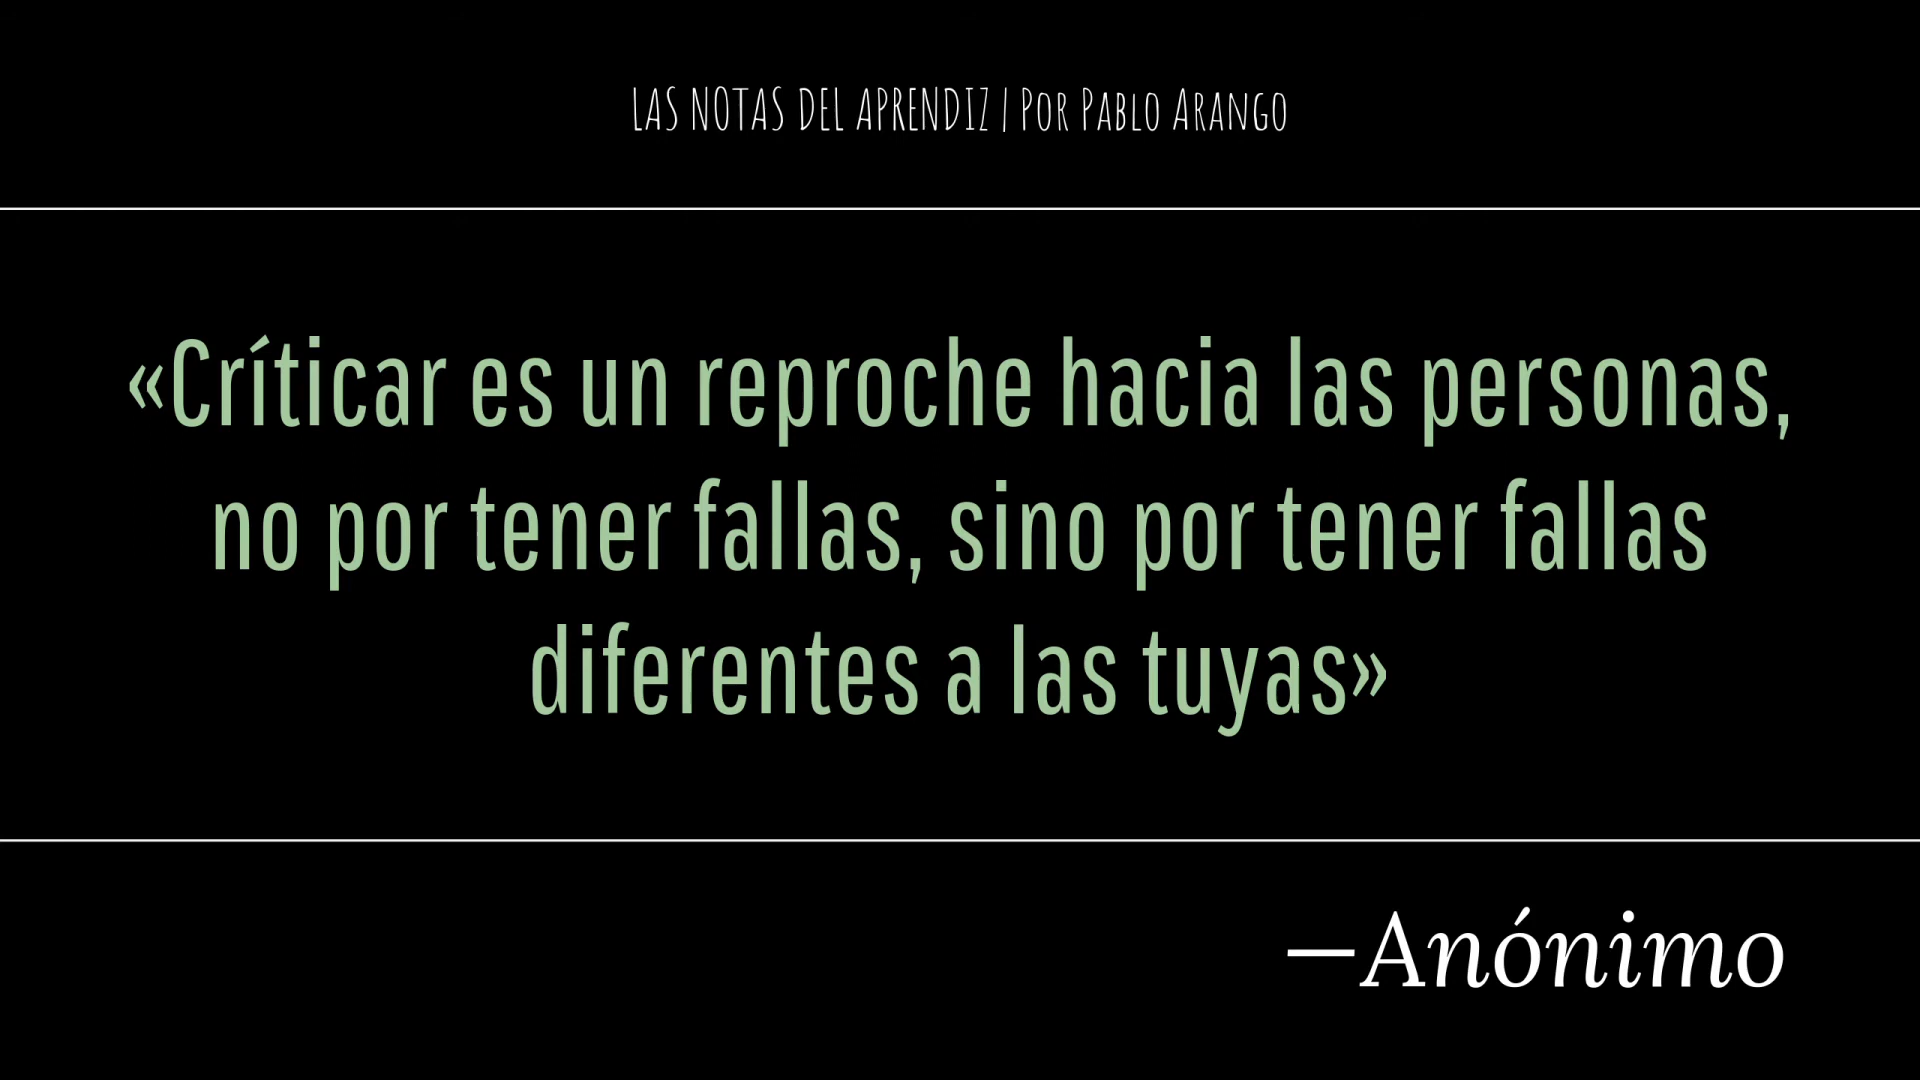 LAS NOTAS DEL APRENDIZ | POR PABLO ARANGO
«Críticar es un reproche hacia las personas,
no por tener fallas, sino por tener fallas
diferentes a las tuyas»
—Anónimo